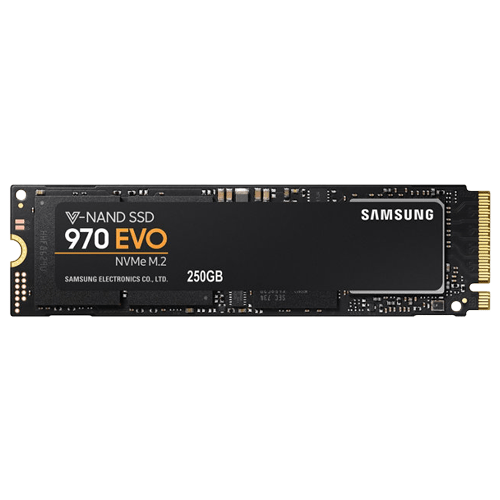 V-NAND SSD
970 EVO
NVMe M.2
SAMSUNG ELECTRONICS CO., LTD.
250GB
SAMSUNG